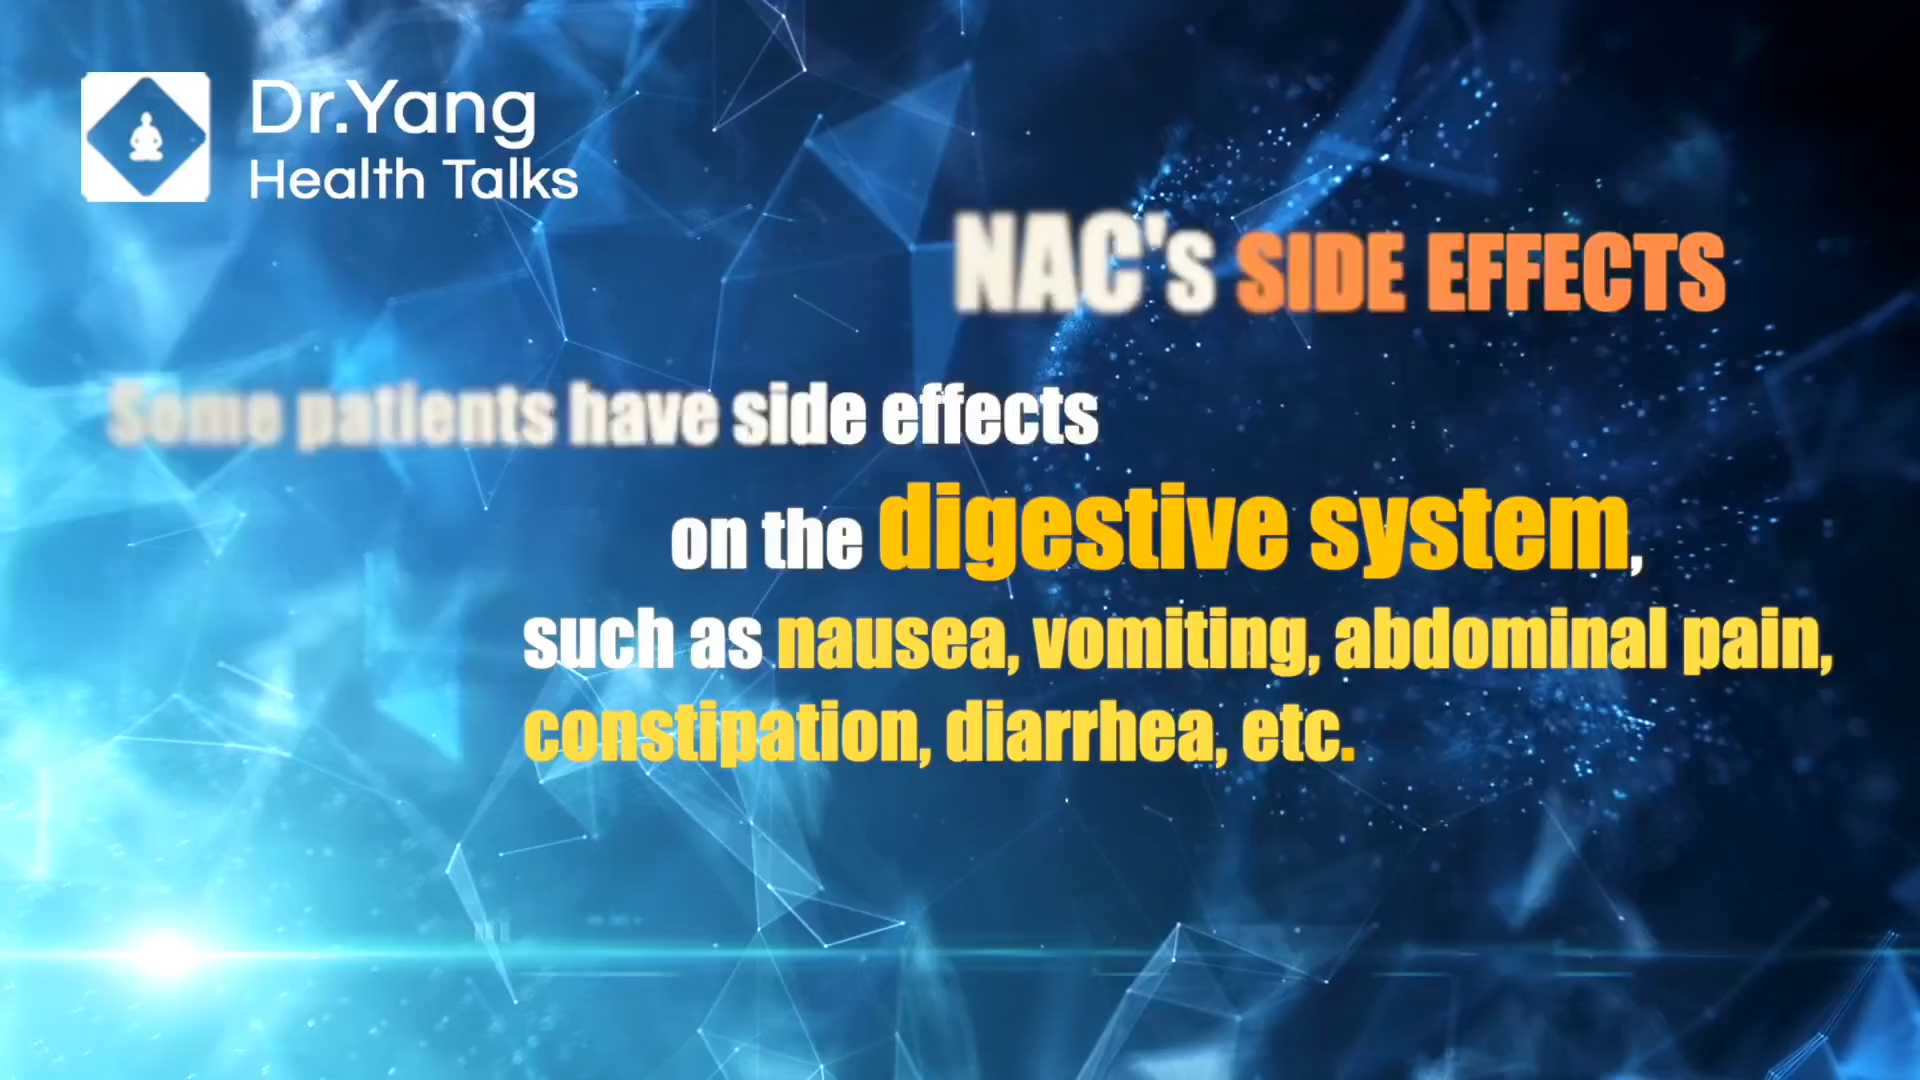 Dr.Yang
Health Talks
NAC's SIDE EFFECTS
Some patients have side effects
on the digestive system,
such as nausea, vomiting, abdominal pain,
constipation, diarrhea, etc.